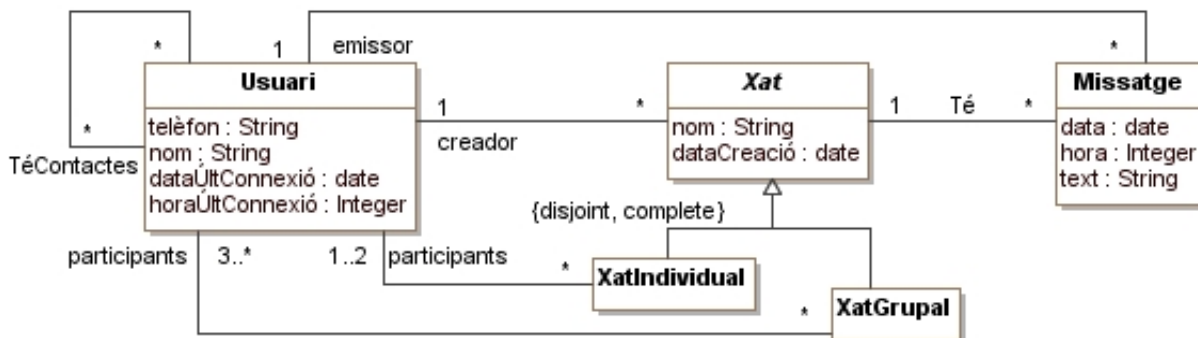 * 1 emissor *
Usuari
telèfon : String
nom : String
dataÚltConnexió : date
horaÚltConnexió : Integer
*
TéContactes
1 *
creador
Xat
nom : String
dataCreació : date
1 Té *
Missatge
data : date
hora : Integer
text : String
{disjoint, complete}
participants 3..* 1..2 participants
* XatIndividual
* XatGrupal